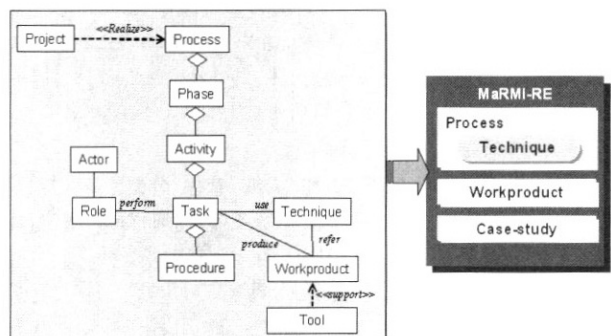 <<Realize>>
Project
Process
Phase
Activity
Actor
Role
perform
Task
use
Technique
produce
refer
Procedure
Workproduct
<<support>>
Tool
MaRMI-RE
Process
Technique
Workproduct
Case-study